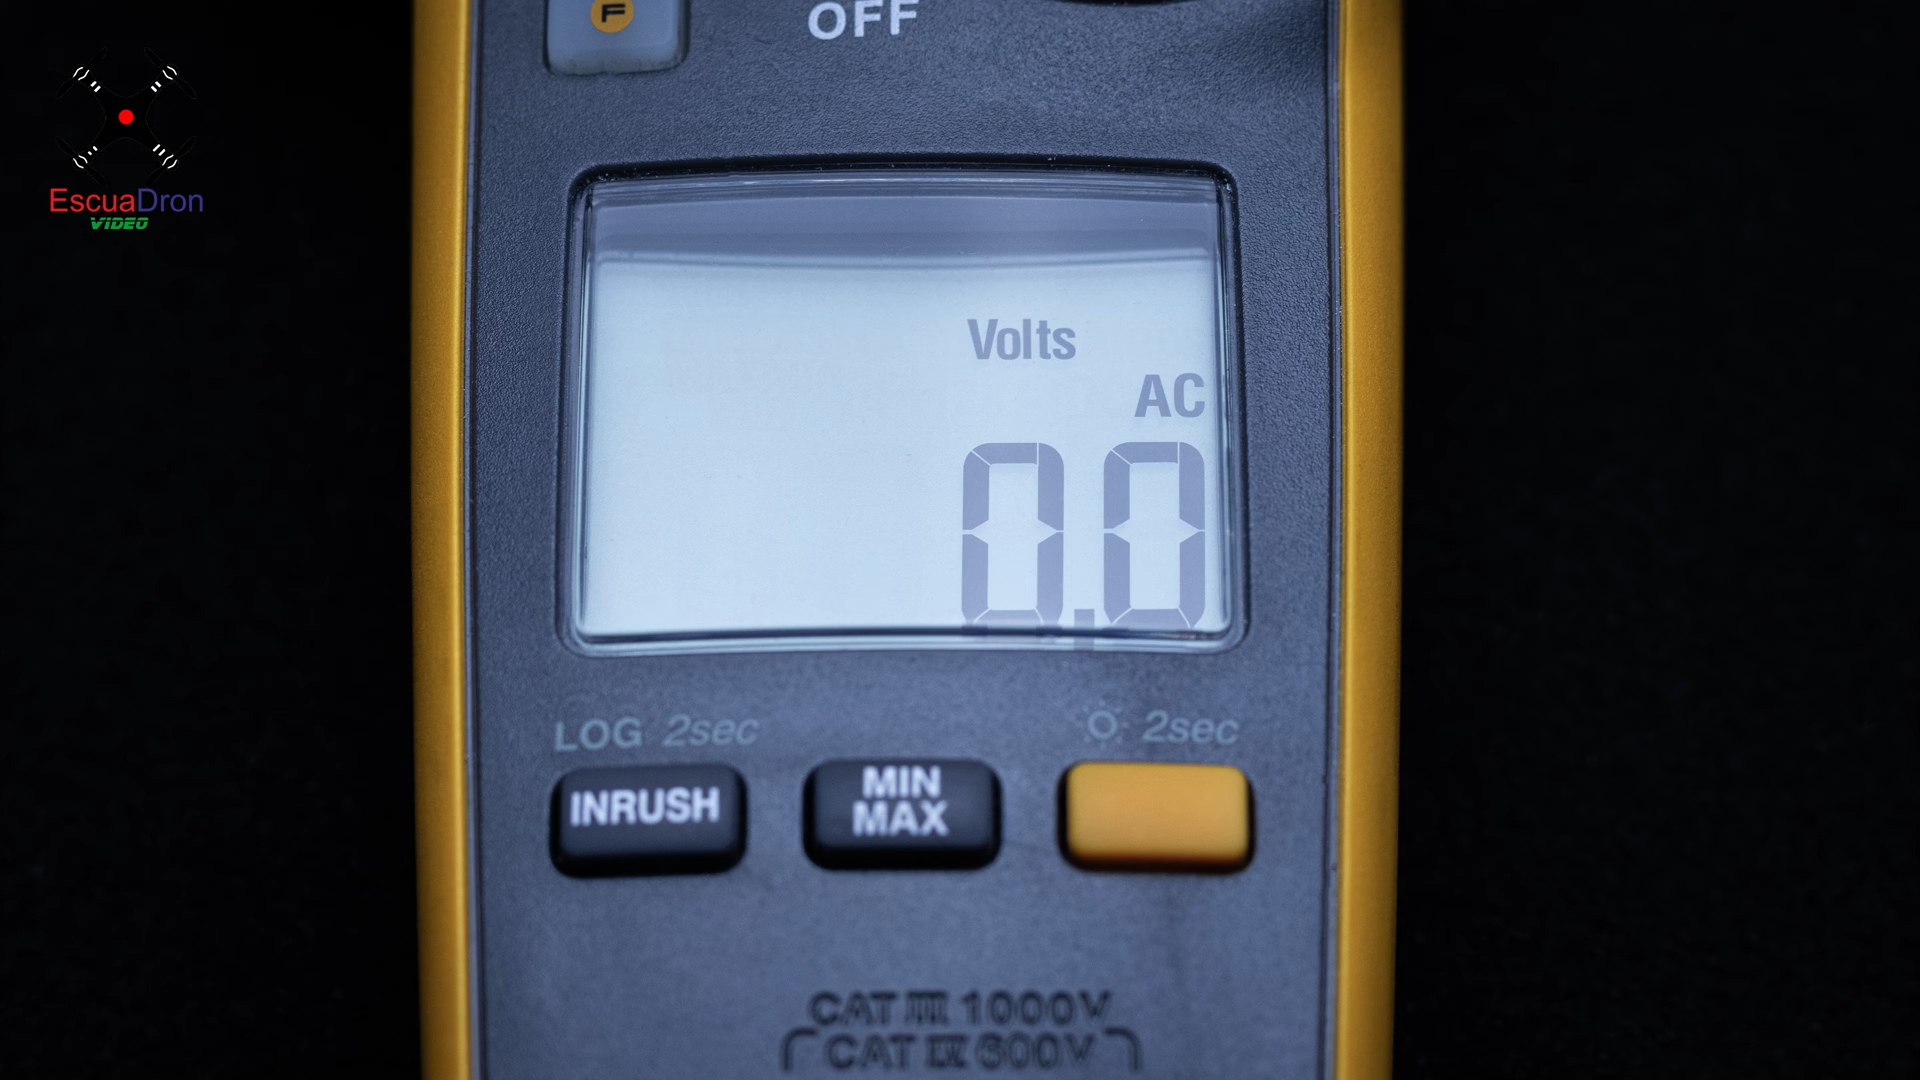 F
OFF
EscuaDron
VIDEO
Volts
AC
0.0
LOG 2sec
2sec
INRUSH
MIN
MAX
CAT III 1000V
CAT IV 600V